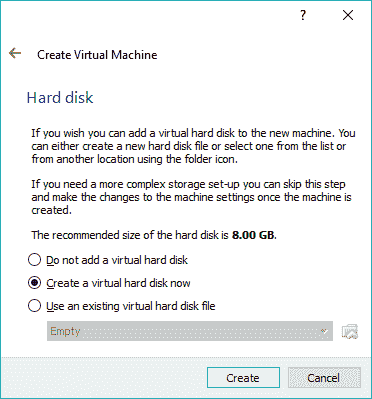 ?
Create Virtual Machine
Hard disk
If you wish you can add a virtual hard disk to the new machine. You
can either create a new hard disk file or select one from the list or
from another location using the folder icon.
If you need a more complex storage set-up you can skip this step
and make the changes to the machine settings once the machine is
created.
The recommended size of the hard disk is 8.00 GB.
Do not add a virtual hard disk
Create a virtual hard disk now
Use an existing virtual hard disk file
Empty
Create Cancel